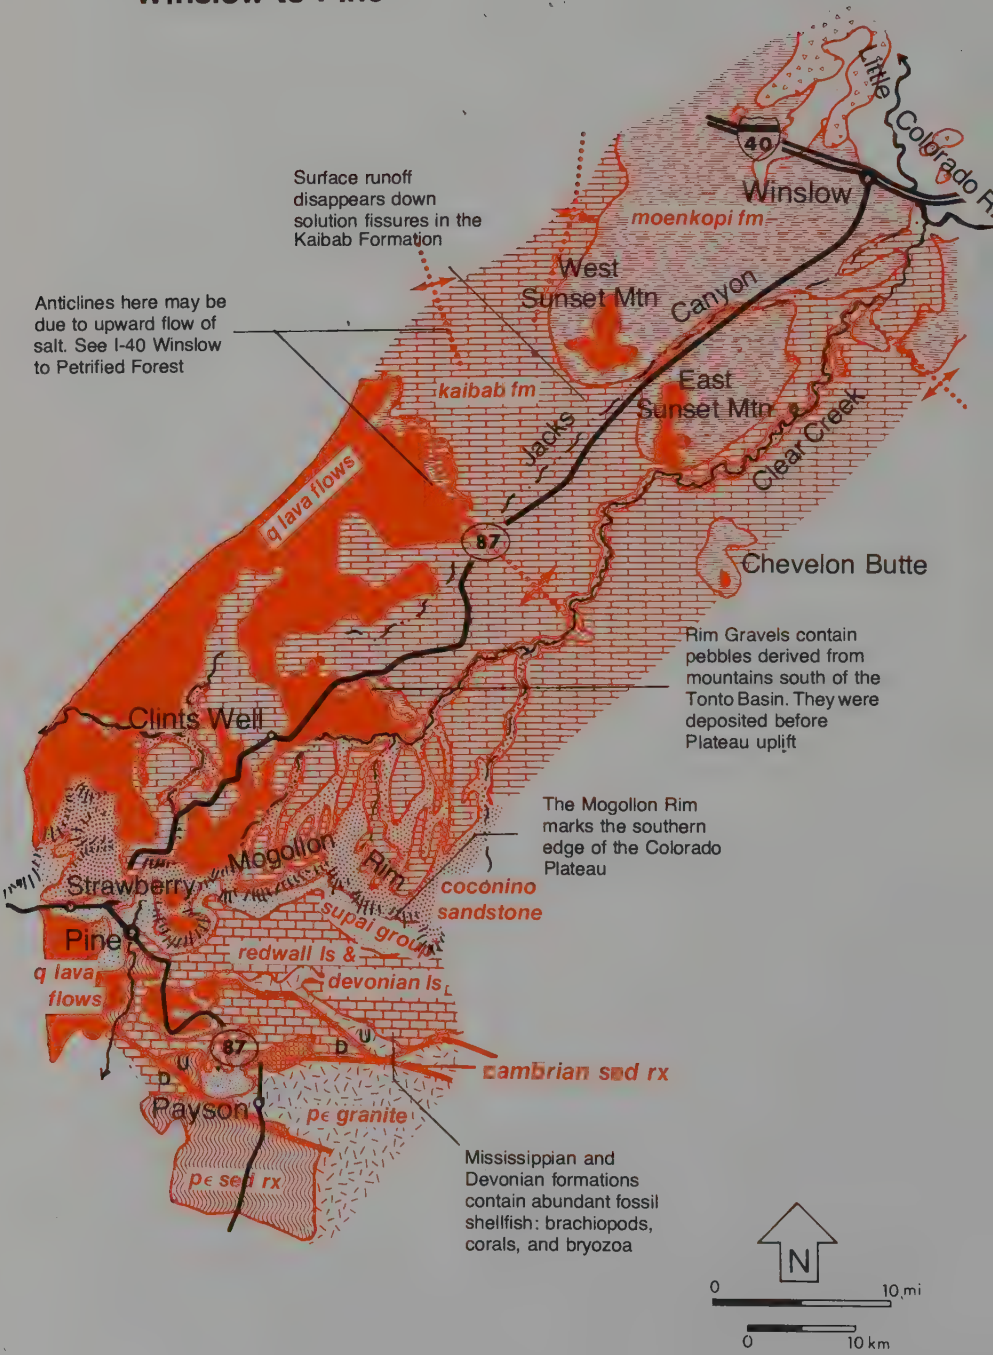 Winslow to Pine
Little Colorado R
40
Winslow
moenkopi fm
Surface runoff
disappears down
solution fissures in the
Kaibab Formation
West
Sunset Mtn
Canyon
Anticlines here may be
due to upward flow of
salt. See I-40 Winslow
to Petrified Forest
kaibab fm
East
Sunset Mtn
Jacks
Clear Creek
q lava flows
87
Chevelon Butte
Rim Gravels contain
pebbles derived from
mountains south of the
Tonto Basin. They were
deposited before
Plateau uplift
Clints Well
The Mogollon Rim
marks the southern
edge of the Colorado
Plateau
Mogollon Rim
Strawberry
coconino
sandstone
supai group
Pine
redwall ls &
devonian ls
q lava
flows
U
D
87
U
D
cambrian sed rx
Payson
pϵ granite
Mississippian and
Devonian formations
contain abundant fossil
shellfish: brachiopods,
corals, and bryozoa
pϵ sed rx
N
0 10 mi
0 10 km